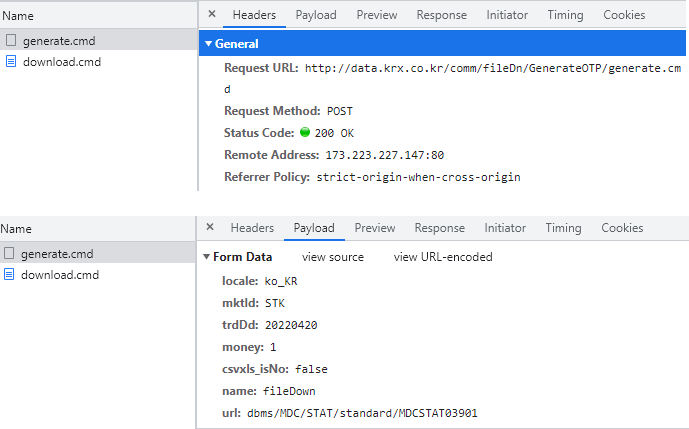 Name
× Headers Payload Preview Response Initiator Timing Cookies
generate.cmd
download.cmd
▼ General
Request URL: http://data.krx.co.kr/comm/fileDn/GenerateOTP/generate.cm
d
Request Method: POST
Status Code: 200 OK
Remote Address: 173.223.227.147:80
Referrer Policy: strict-origin-when-cross-origin
Name
× Headers Payload Preview Response Initiator Timing Cookies
generate.cmd
download.cmd
▼ Form Data view source view URL-encoded
locale: ko_KR
mktId: STK
trdDd: 20220420
money: 1
csvxls_isNo: false
name: fileDown
url: dbms/MDC/STAT/standard/MDCSTAT03901